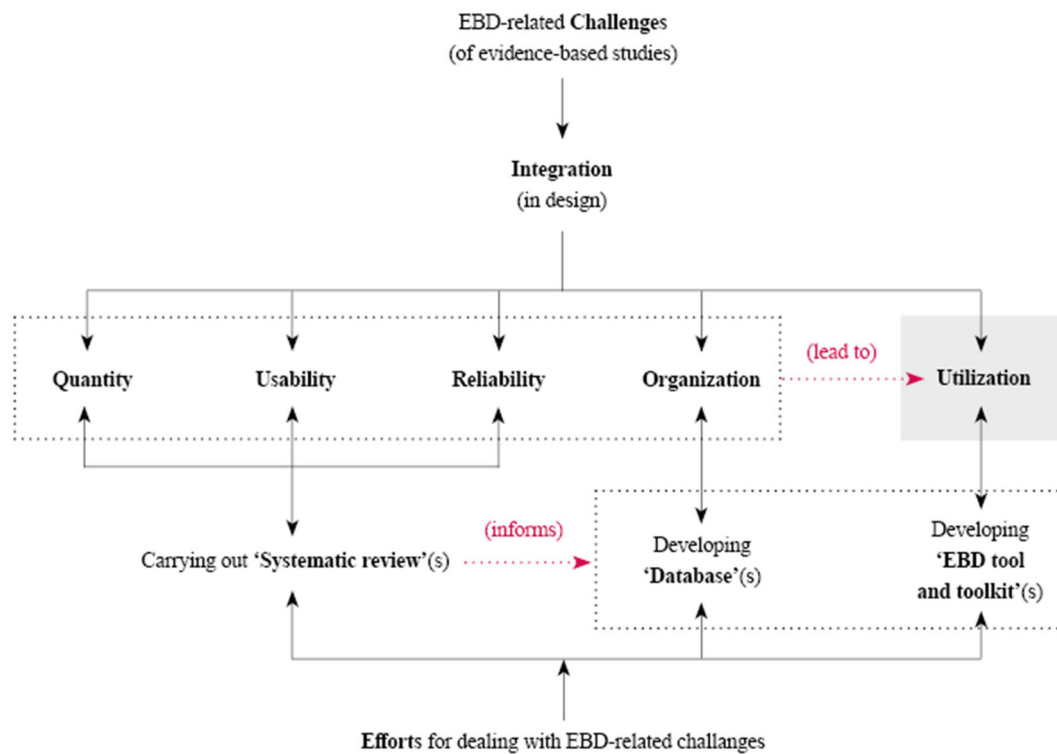 EBD-related Challenges
(of evidence-based studies)
Integration
(in design)
(lead to)
Quantity
Usability
Reliability
Organization
Utilization
(informs)
Carrying out ‘Systematic review’(s)
Developing
‘Database’(s)
Developing
‘EBD tool
and toolkit’(s)
Efforts for dealing with EBD-related challanges